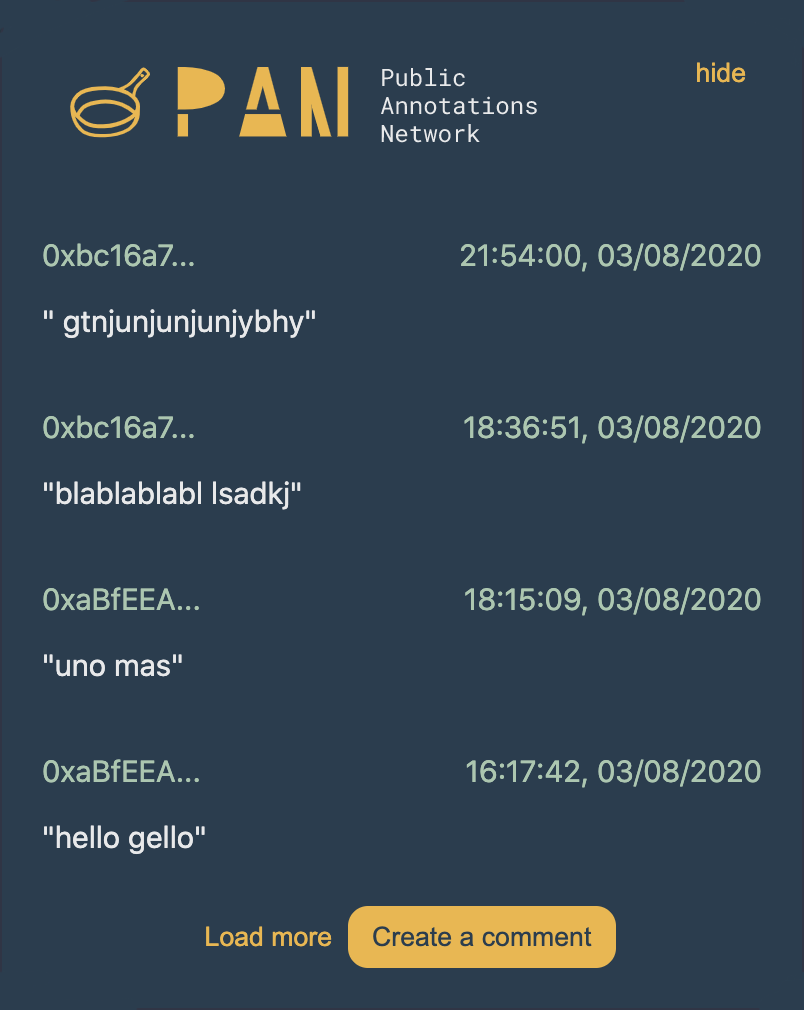 PAN
Public
Annotations
Network
hide
0xbc16a7... 21:54:00, 03/08/2020
" gtnjunjunjunjybhy"
0xbc16a7... 18:36:51, 03/08/2020
"blablablabl lsadkj"
0xaBfEEA... 18:15:09, 03/08/2020
"uno mas"
0xaBfEEA... 16:17:42, 03/08/2020
"hello gello"
Load more Create a comment